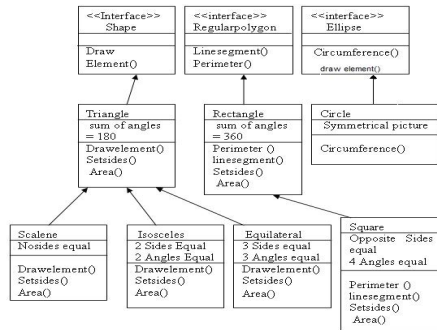 <<Interface>>
Shape
Draw
Element()
<<interface>>
Regularpolygon
Linesegment()
Perimeter()
<<interface>>
Ellipse
Circumference()
draw element()
Triangle
sum of angles
= 180
Drawelement()
Setsides()
Area()
Rectangle
sum of angles
= 360
Perimeter ()
linesegment()
Setsides()
Area()
Circle
Symmetrical picture
Circumference()
Scalene
Nosides equal
Drawelement()
Setsides()
Area()
Isosceles
2 Sides Equal
2 Angles Equal
Drawelement()
Setsides()
Area()
Equilateral
3 Sides equal
3 Angles equal
Drawelement()
Setsides()
Area()
Square
Opposite Sides
equal
4 Angles equal
Perimeter ()
linesegment()
Setsides()
Area()